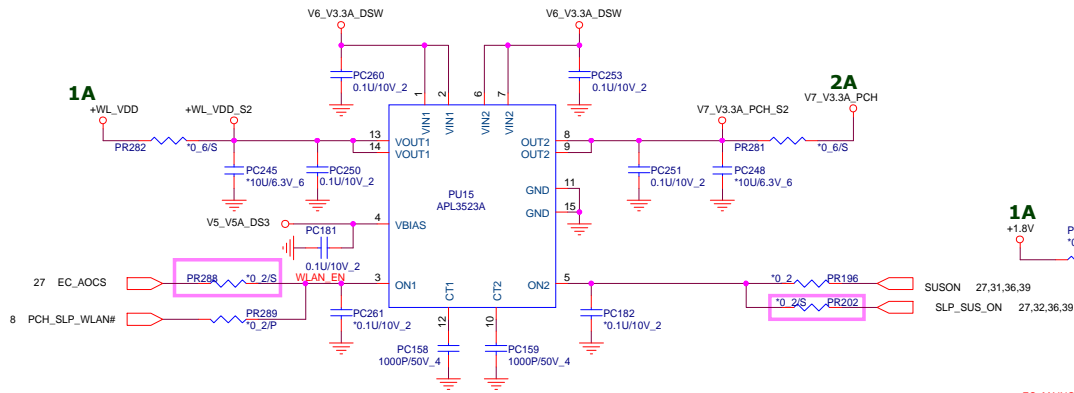 V6_V3.3A_DSW
V6_V3.3A_DSW
PC260
0.1U/10V_2
PC253
0.1U/10V_2
1A
2A
+WL_VDD
+WL_VDD_S2
V7_V3.3A_PCH_S2
V7_V3.3A_PCH
1
2
6
7
VIN1
VIN1
VIN2
VIN2
PR282
*0_6/S
13
14
VOUT1
VOUT1
OUT2
OUT2
8
9
PR281
*0_6/S
PC245
*10U/6.3V_6
PC250
0.1U/10V_2
PC251
0.1U/10V_2
PC248
*10U/6.3V_6
PU15
APL3523A
GND
11
GND
15
V5_V5A_DS3
4
VBIAS
PC181
0.1U/10V_2
1A
+1.8V
P
*0
27 EC_AOCS
PR288
*0_2/S
WLAN_EN
3
ON1
ON2
5
*0_2
PR196
SUSON 27,31,36,39
8 PCH_SLP_WLAN#
PR289
*0_2/P
*0_2/S
PR202
SLP_SUS_ON 27,32,36,39
PC261
*0.1U/10V_2
CT1
CT2
12
10
PC182
*0.1U/10V_2
PC158
1000P/50V_4
PC159
1000P/50V_4